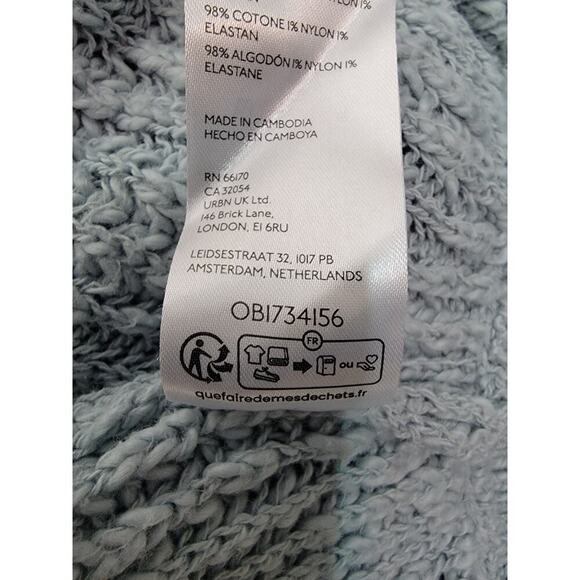 98% COTONE 1% NYLON 1%
ELASTAN
98% ALGODÓN 1% NYLON 1%
ELASTANE
MADE IN CAMBODIA
HECHO EN CAMBOYA
RN 66170
CA 32054
URBN UK Ltd.
146 Brick Lane,
LONDON, E1 6RU
LEIDSESTRAAT 32, 1017 PB
AMSTERDAM, NETHERLANDS
OB1734156
FR
ou
quefairedemesdechets.fr